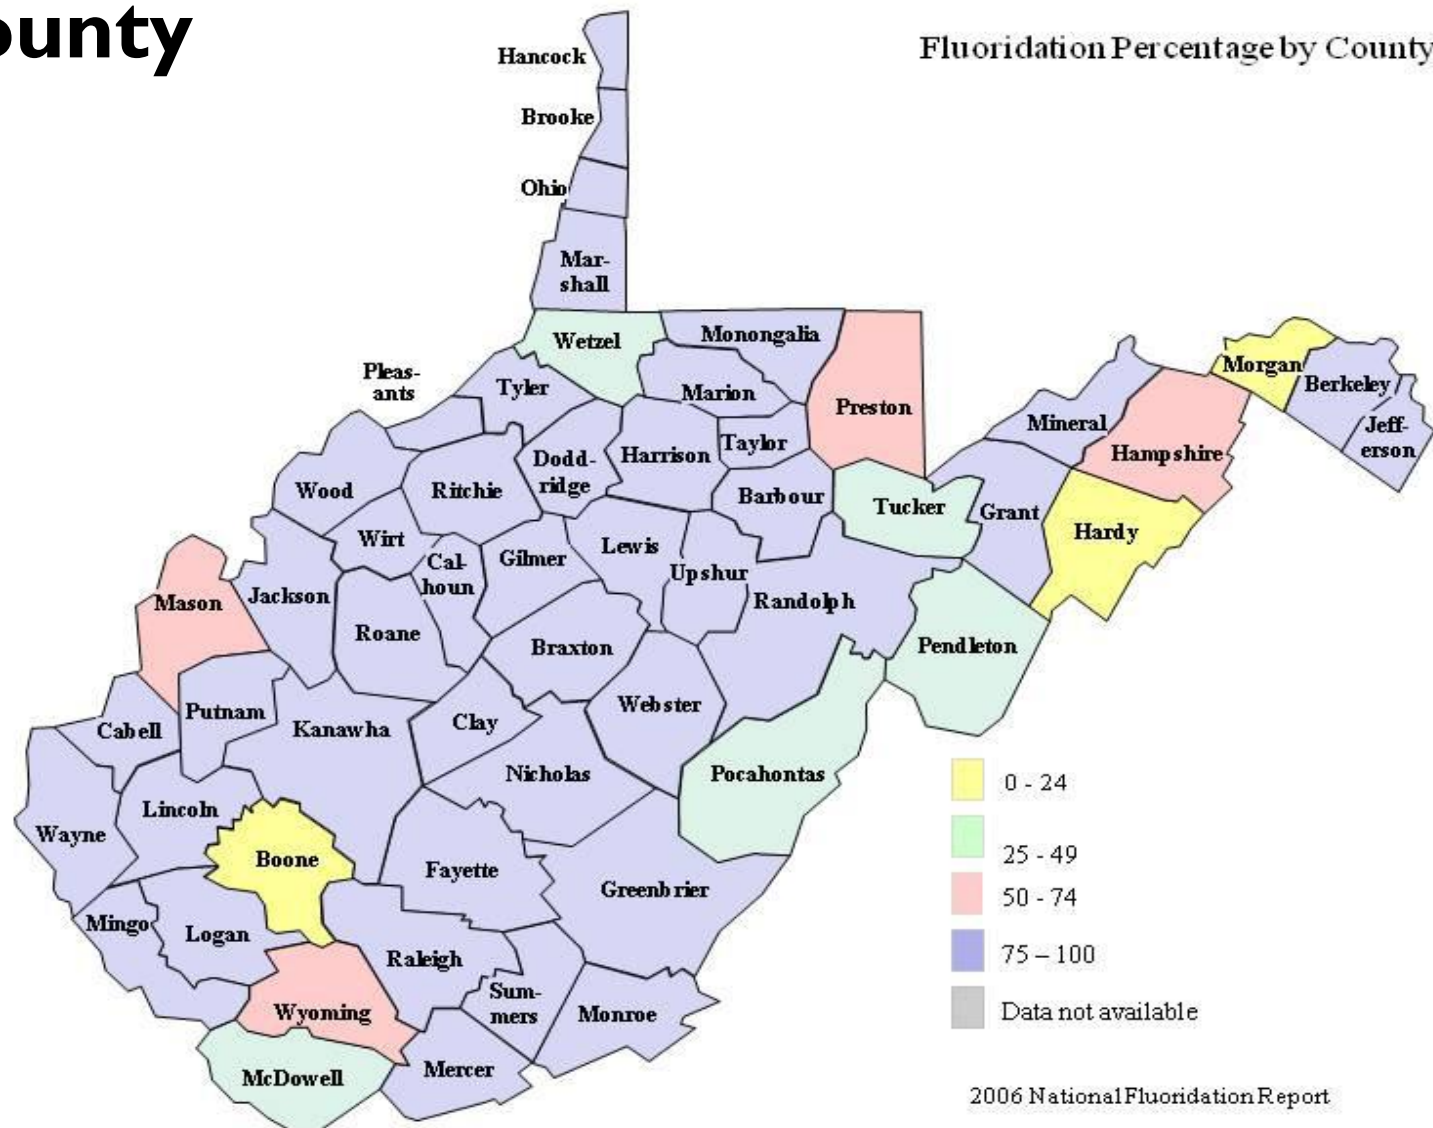 ounty
Fluoridation Percentage by County
Hancock
Brooke
Ohio
Mar-
shall
Wetzel
Monongalia
Pleas-
ants
Tyler
Marion
Preston
Morgan
Berkeley
Jeff-
erson
Mineral
Hampshire
Taylor
Harrison
Dodd-
ridge
Wood
Ritchie
Barbour
Tucker
Grant
Hardy
Wirt
Cal-
houn
Gilmer
Lewis
Upshur
Randolph
Mason
Jackson
Roane
Braxton
Pendleton
Cabell
Putnam
Kanawha
Clay
Webster
Nicholas
Pocahontas
Wayne
Lincoln
Boone
Fayette
Greenbrier
Mingo
Logan
Raleigh
Sum-
mers
Monroe
Wyoming
McDowell
Mercer
0 - 24
25 - 49
50 - 74
75 – 100
Data not available
2006 National Fluoridation Report